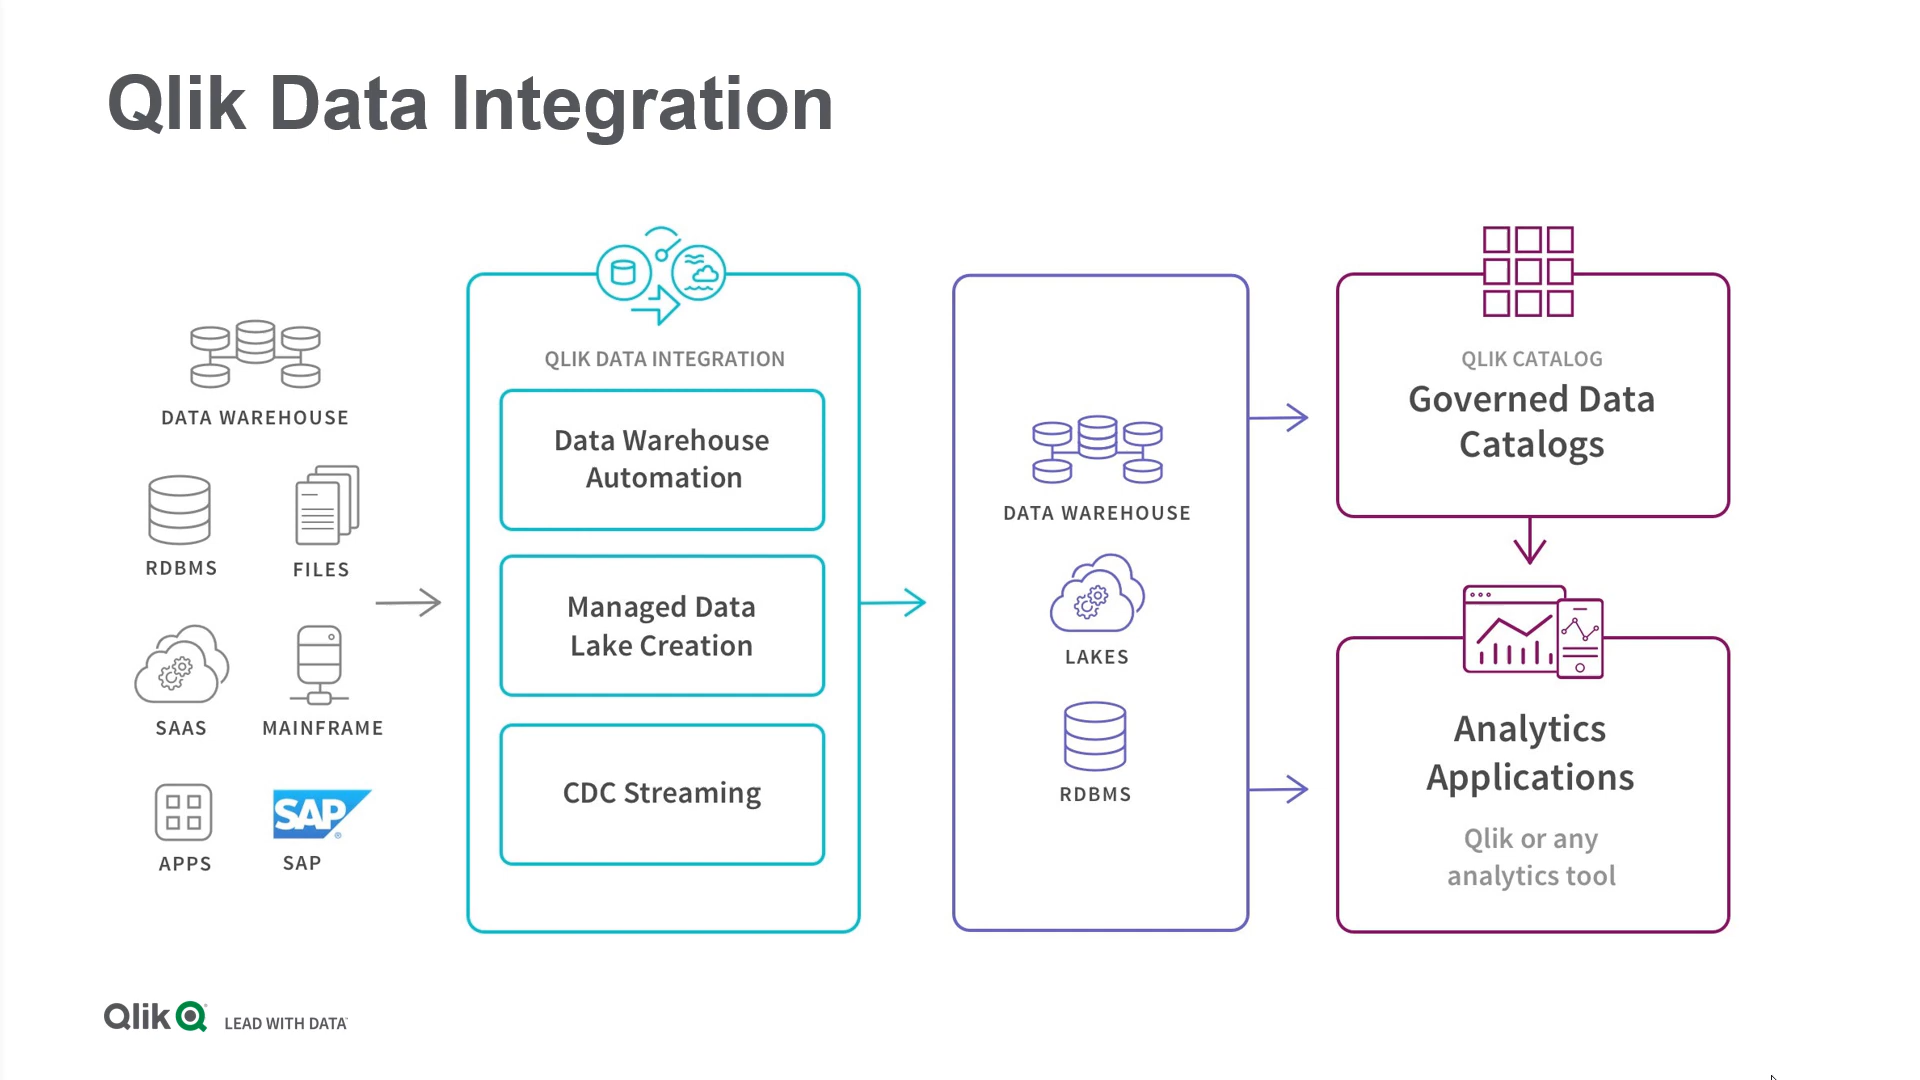 Qlik Data Integration
DATA WAREHOUSE
RDBMS
FILES
SAAS
MAINFRAME
APPS
SAP
SAP
QLIK DATA INTEGRATION
Data Warehouse
Automation
Managed Data
Lake Creation
CDC Streaming
DATA WAREHOUSE
LAKES
RDBMS
QLIK CATALOG
Governed Data
Catalogs
Analytics
Applications
Qlik or any
analytics tool
Qlik LEAD WITH DATA